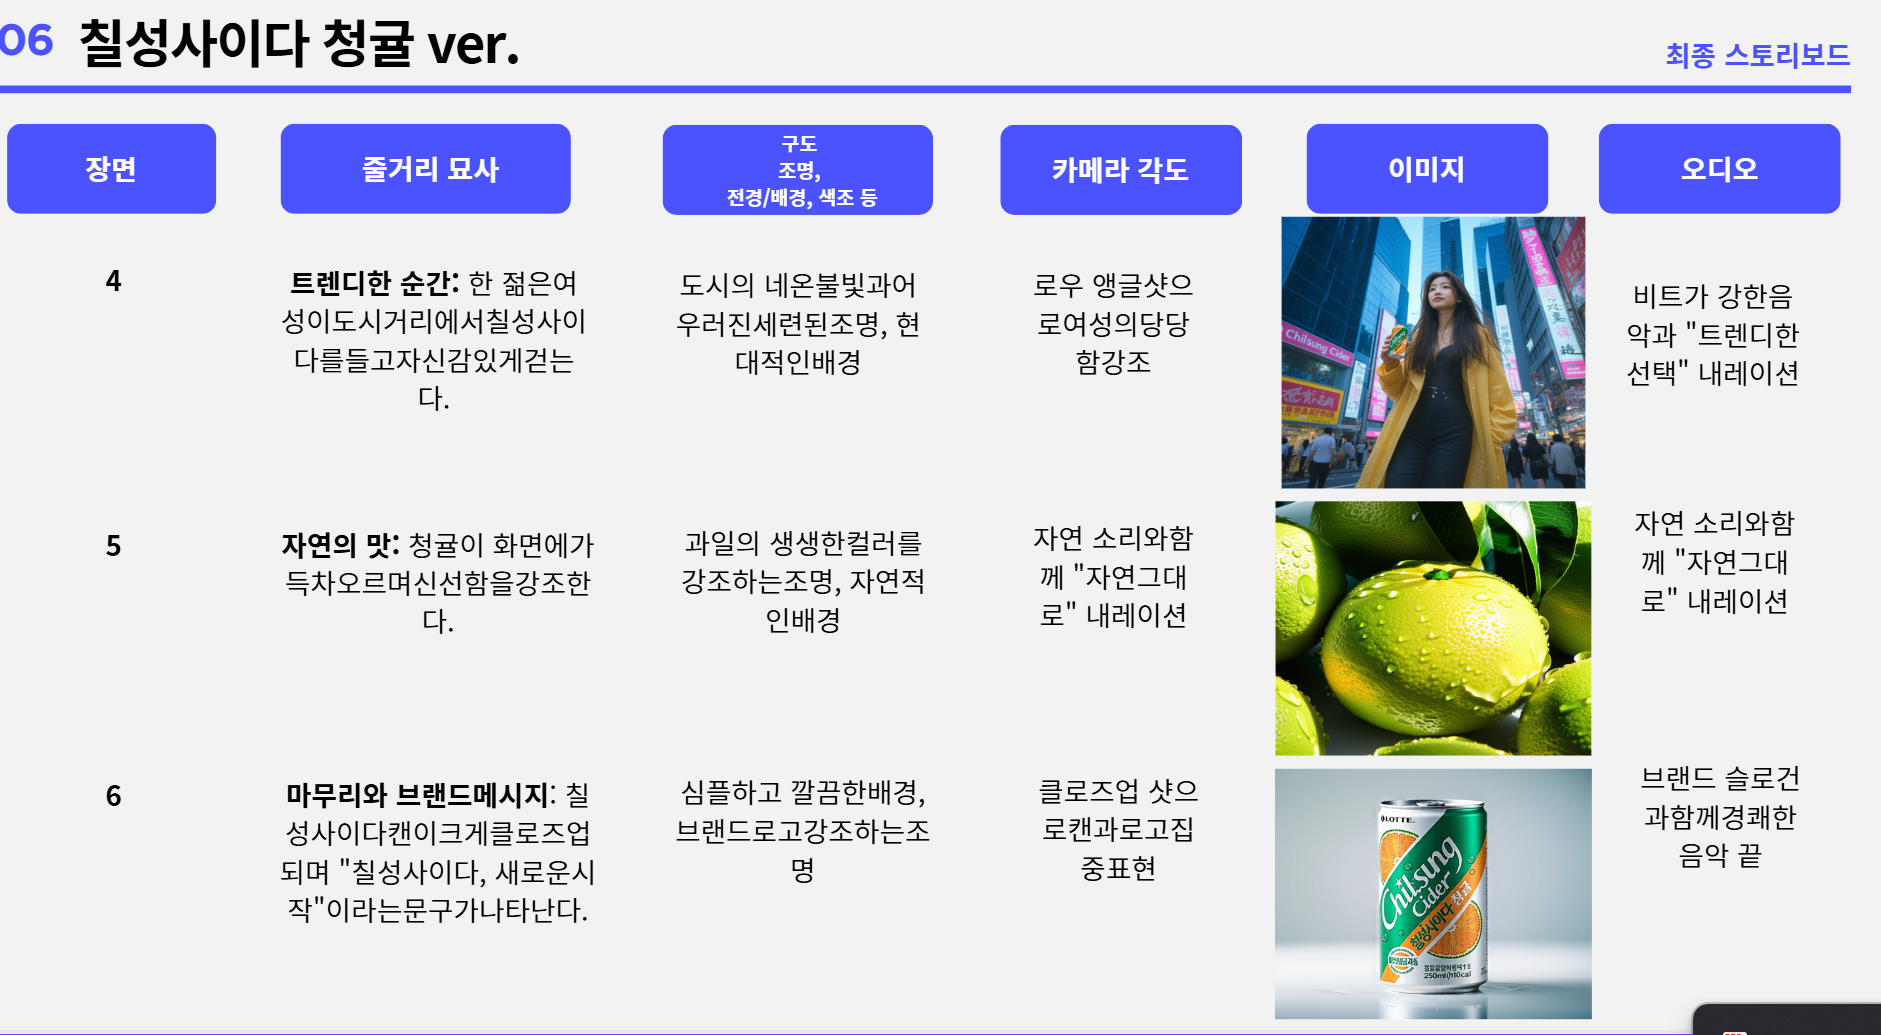 06 칠성사이다 청귤 ver.
최종 스토리보드
장면
줄거리 묘사
구도
조명,
전경/배경, 색조 등
카메라 각도
이미지
오디오
4
트렌디한 순간: 한 젊은여
성이도시거리에서칠성사이
다를들고자신감있게걷는
다.
도시의 네온불빛과어
우러진세련된조명, 현
대적인배경
로우 앵글샷으
로여성의당당
함강조
Chilsung Cider
비트가 강한음
악과 "트렌디한
선택" 내레이션
5
자연의 맛: 청귤이 화면에가
득차오르며신선함을강조한
다.
과일의 생생한컬러를
강조하는조명, 자연적
인배경
자연 소리와함
께 "자연그대
로" 내레이션
자연 소리와함
께 "자연그대
로" 내레이션
6
마무리와 브랜드메시지: 칠
성사이다캔이크게클로즈업
되며 "칠성사이다, 새로운시
작"이라는문구가나타난다.
심플하고 깔끔한배경,
브랜드로고강조하는조
명
클로즈업 샷으
로캔과로고집
중표현
LOTTE
Chilsung
Cider
칠성사이다 청귤
브랜드 슬로건
과함께경쾌한
음악 끝